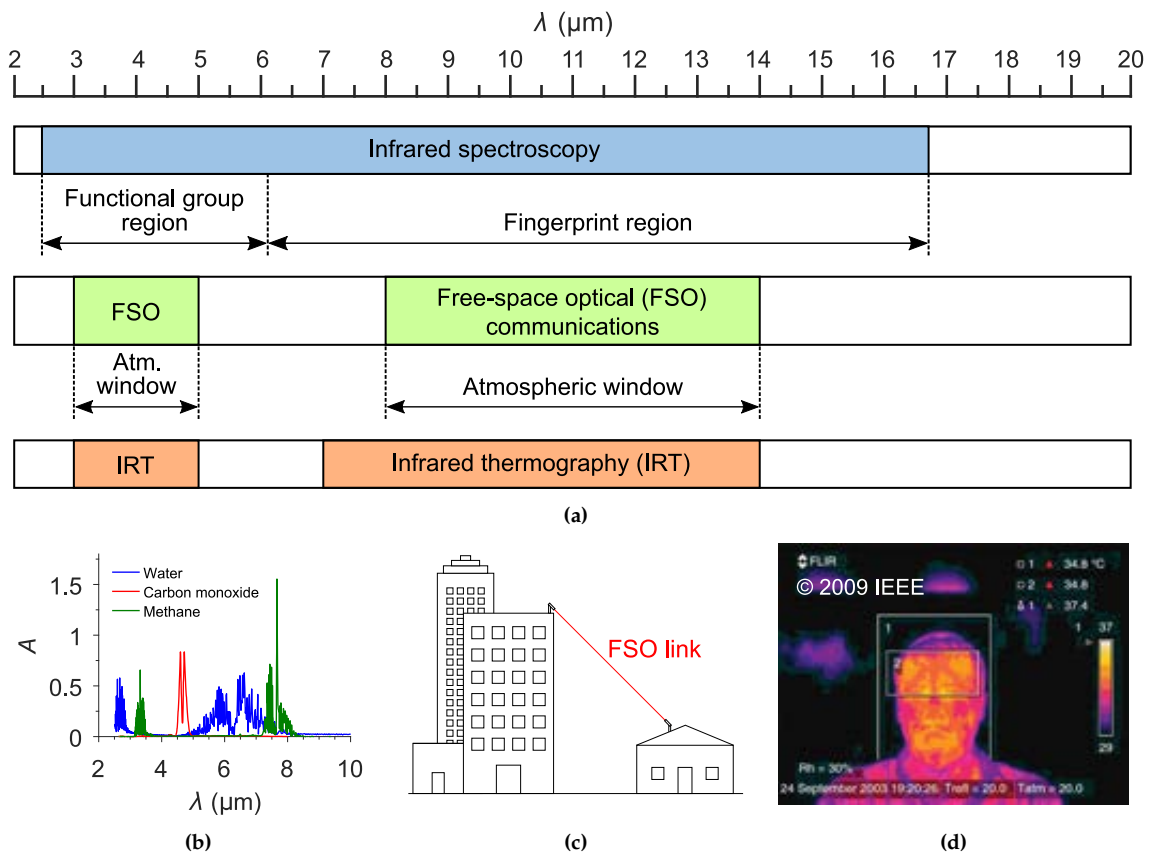 λ (µm)
2 3 4 5 6 7 8 9 10 11 12 13 14 15 16 17 18 19 20
Infrared spectroscopy
Functional group
region
Fingerprint region
FSO
Free-space optical (FSO)
communications
Atm.
window
Atmospheric window
IRT
Infrared thermography (IRT)
(a)
Water
Carbon monoxide
Methane
1.5
1
0.5
0
A
2 4 6 8 10
λ (µm)
(b)
FSO link
(c)
FLIR
© 2009 IEEE
1 34.8 °C
2 34.8
1 37.4
1 37
1
2
29
Rh = 30%
24 September 2003 19:20:26 Trefl = 20.0 Tatm = 20.0
(d)